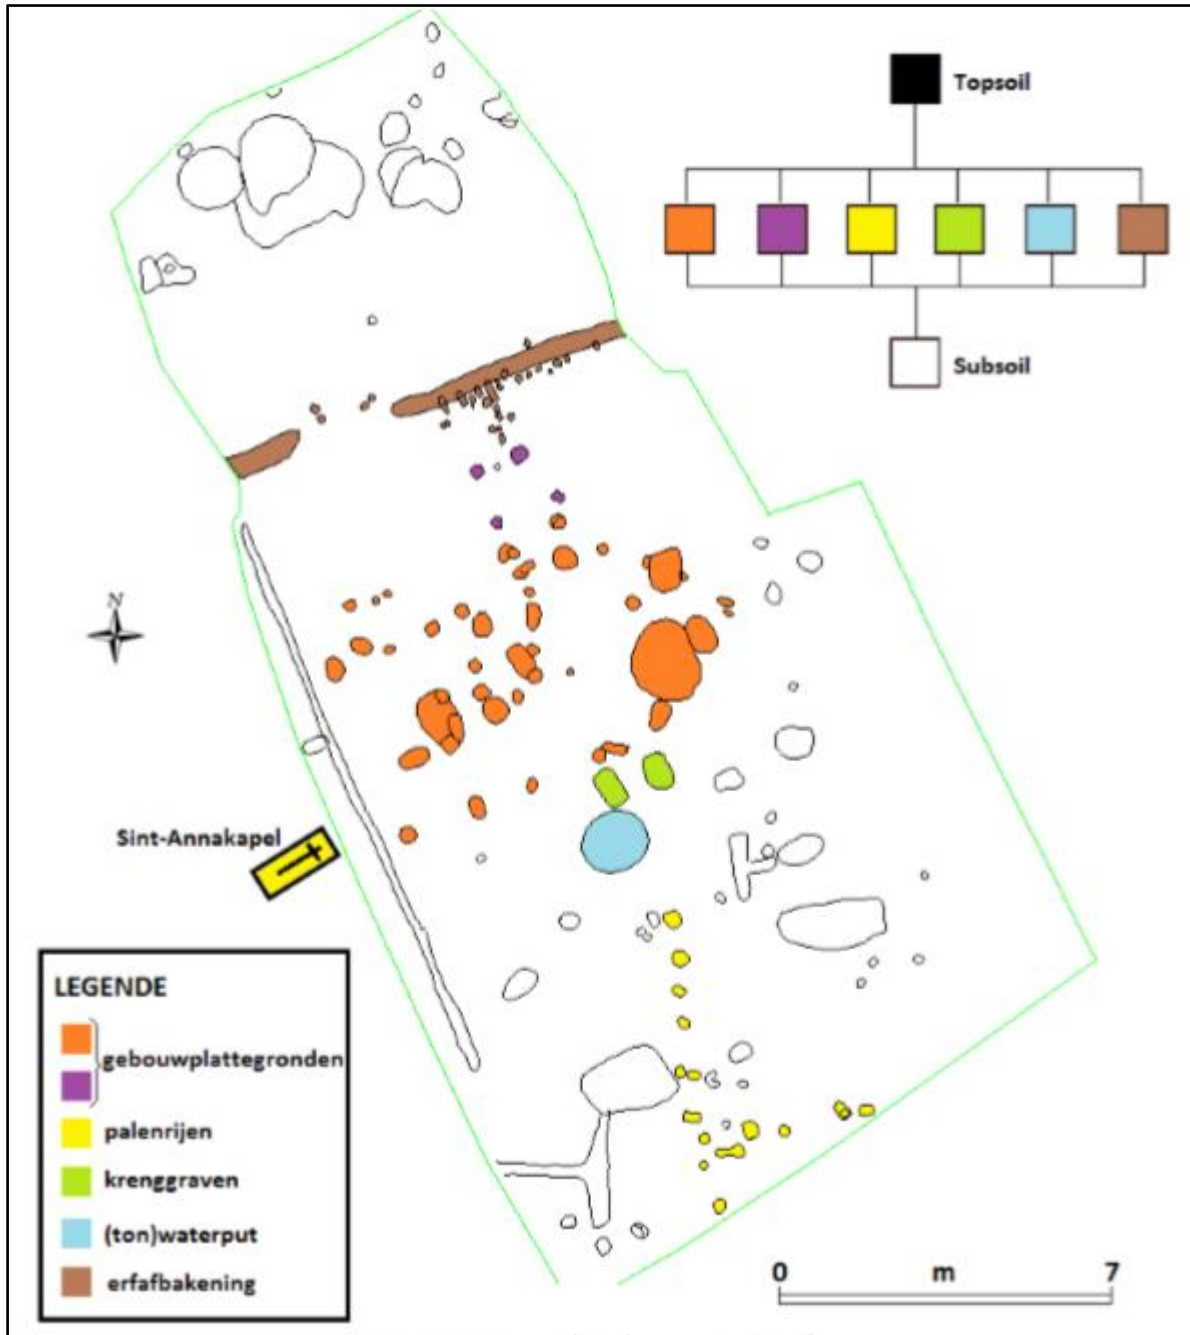 Topsoil
Subsoil
N
Sint-Annakapel
LEGENDE
gebouwplattegronden
palenrijen
krenggraven
(ton)waterput
erfafbakening
0 m 7